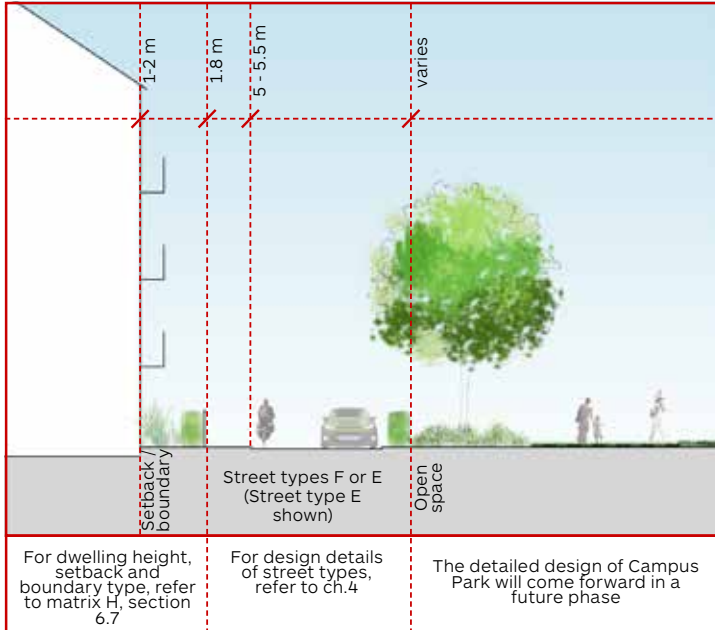 1-2 m
1.8 m
5 - 5.5 m
varies
Setback /
boundary
Street types F or E
(Street type E
shown)
Open
space
For dwelling height,
setback and
boundary type, refer
to matrix H, section
6.7
For design details
of street types,
refer to ch.4
The detailed design of Campus
Park will come forward in a
future phase